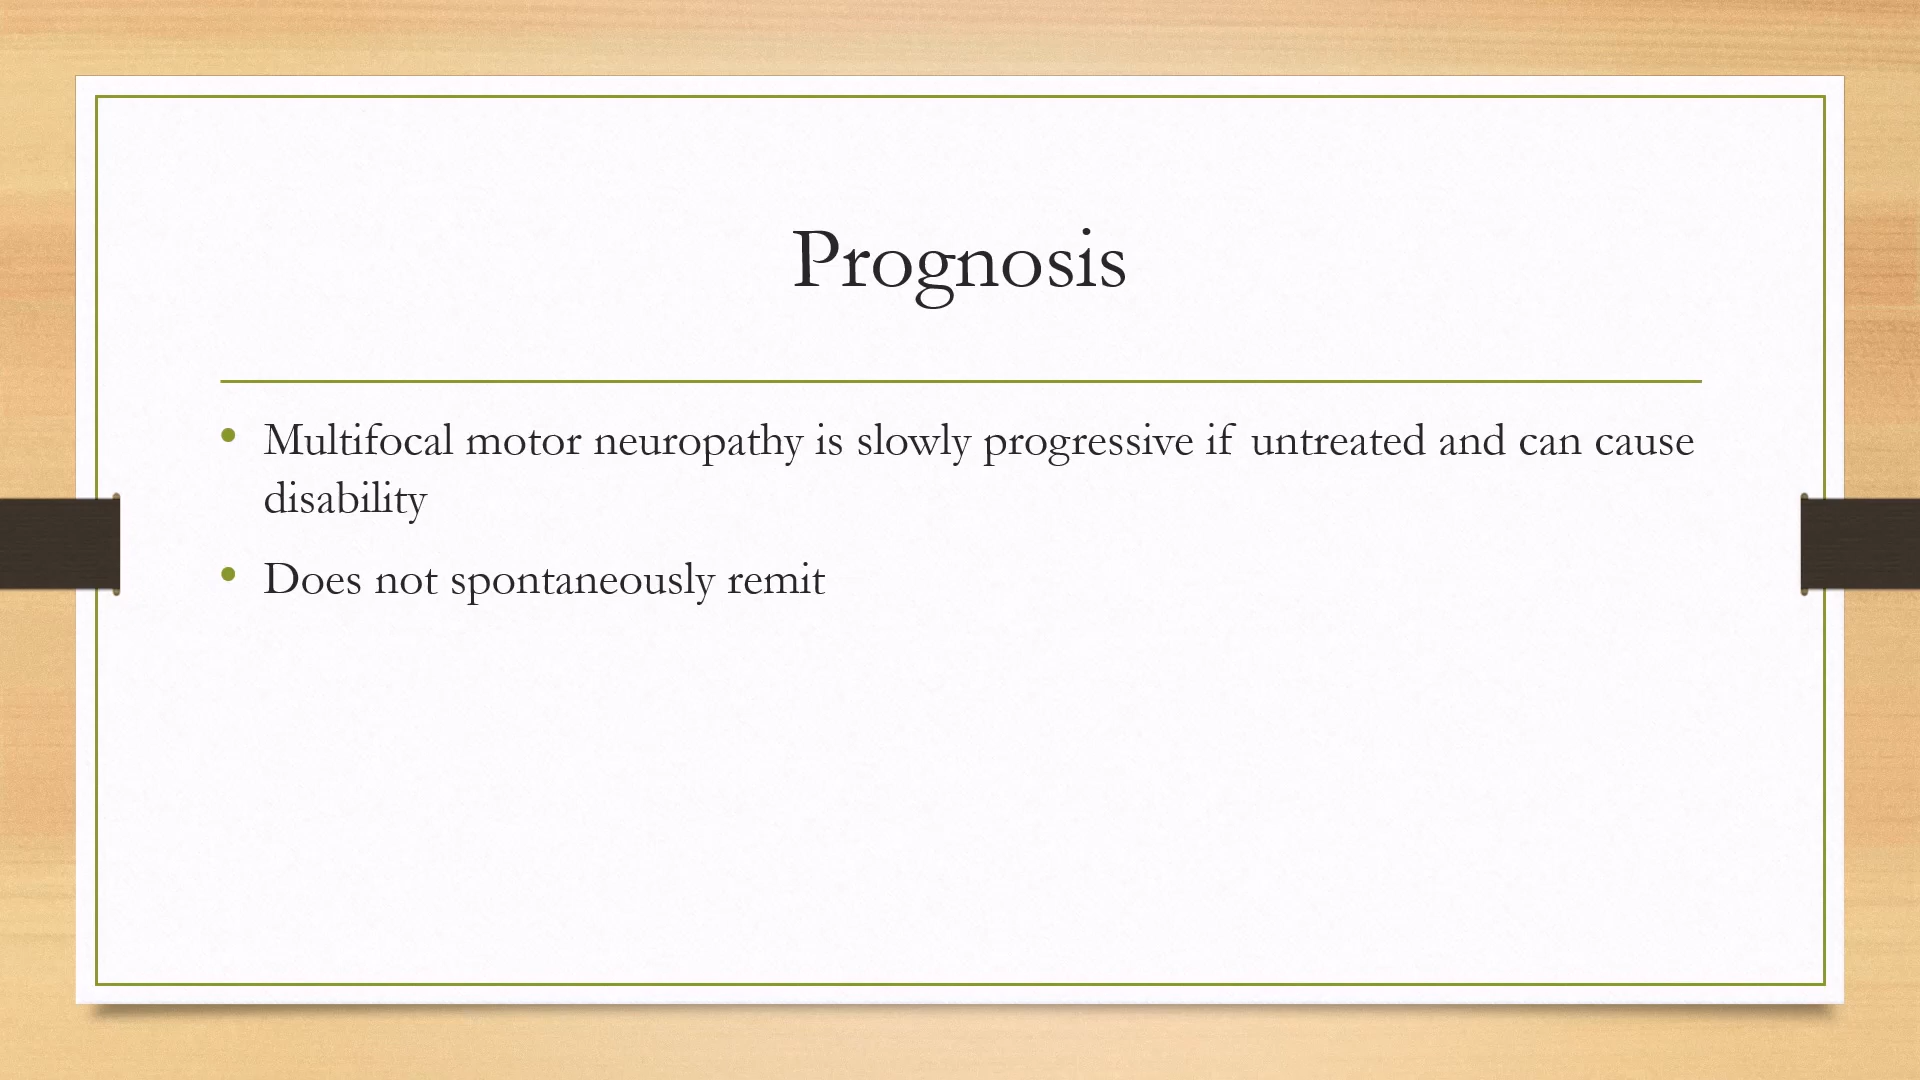 Prognosis
• Multifocal motor neuropathy is slowly progressive if untreated and can cause
disability
• Does not spontaneously remit